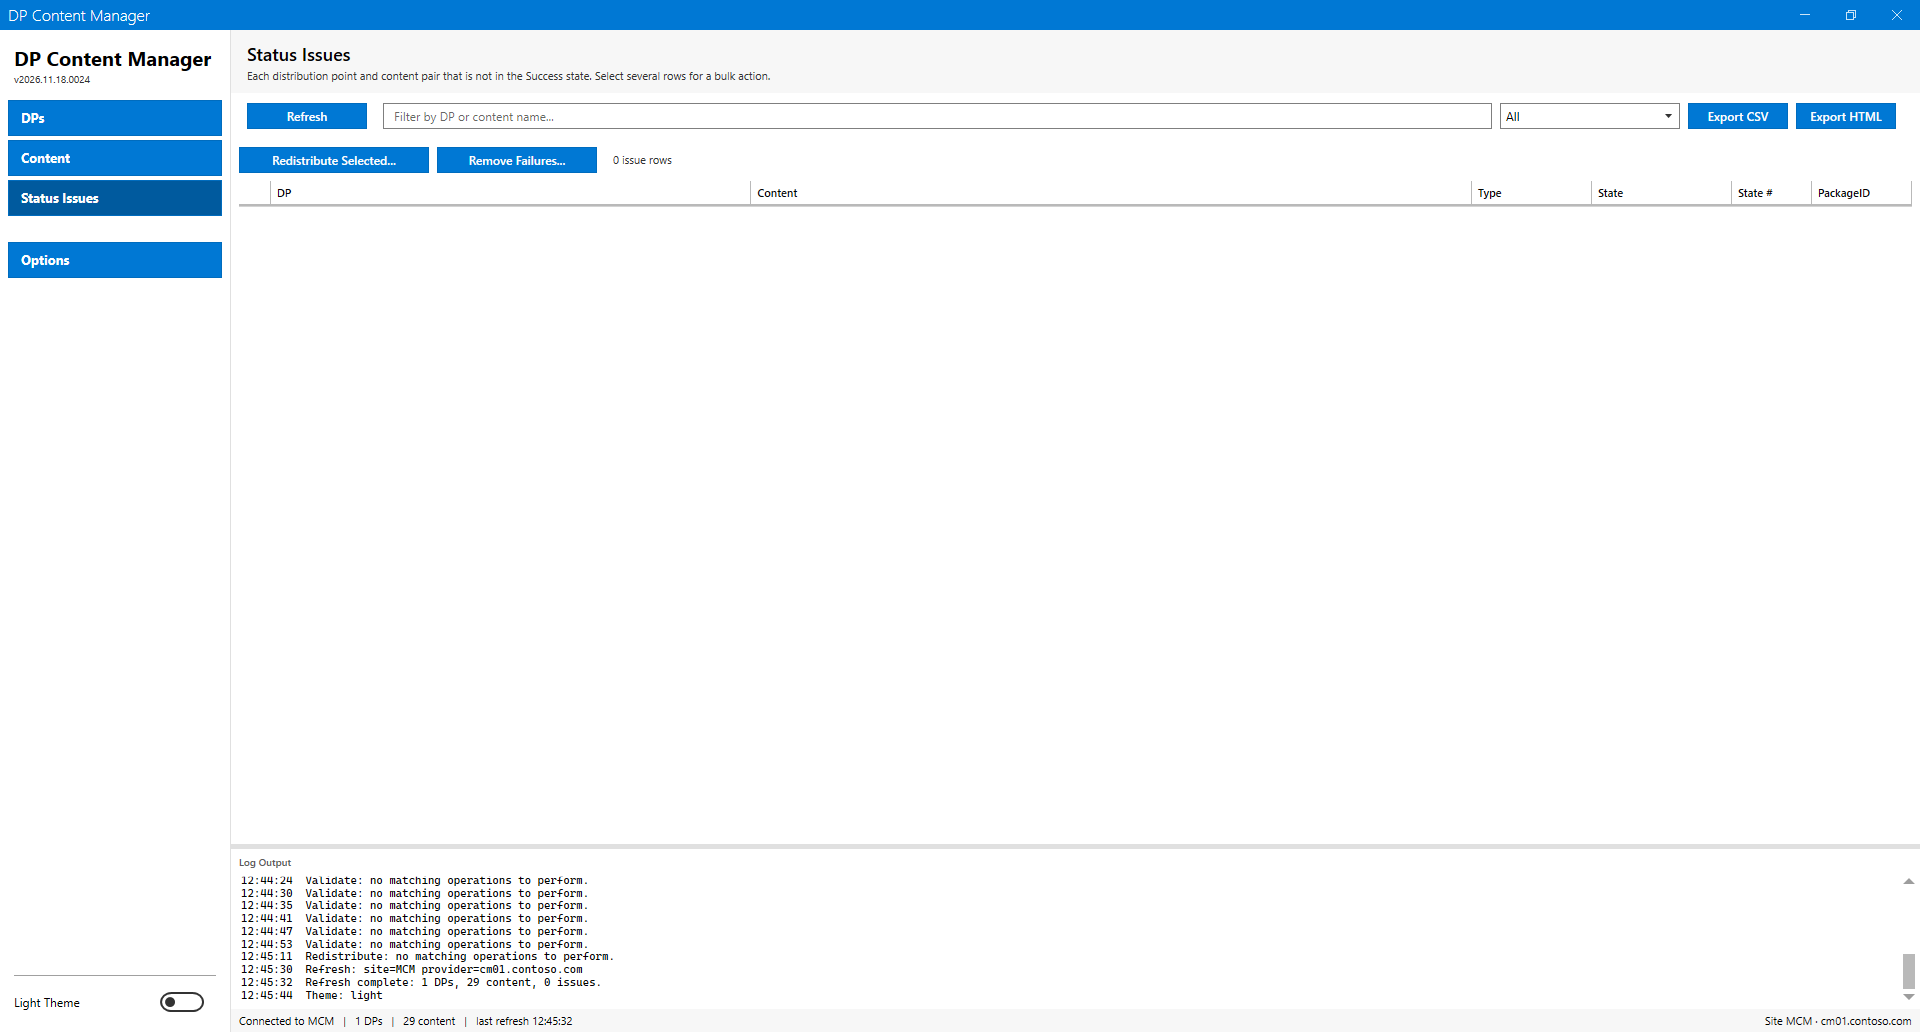 DP Content Manager
DP Content Manager
v2026.11.18.0024
DPs
Content
Status Issues
Options
Light Theme
Status Issues
Each distribution point and content pair that is not in the Success state. Select several rows for a bulk action.
Refresh
Filter by DP or content name...
All
Export CSV
Export HTML
Redistribute Selected...
Remove Failures...
0 issue rows
DP
Content
Type
State
State #
PackageID
Log Output
12:44:24 Validate: no matching operations to perform.
12:44:30 Validate: no matching operations to perform.
12:44:35 Validate: no matching operations to perform.
12:44:41 Validate: no matching operations to perform.
12:44:47 Validate: no matching operations to perform.
12:44:53 Validate: no matching operations to perform.
12:45:11 Redistribute: no matching operations to perform.
12:45:30 Refresh: site=MCM provider=cm01.contoso.com
12:45:32 Refresh complete: 1 DPs, 29 content, 0 issues.
12:45:44 Theme: light
Connected to MCM | 1 DPs | 29 content | last refresh 12:45:32
Site MCM · cm01.contoso.com